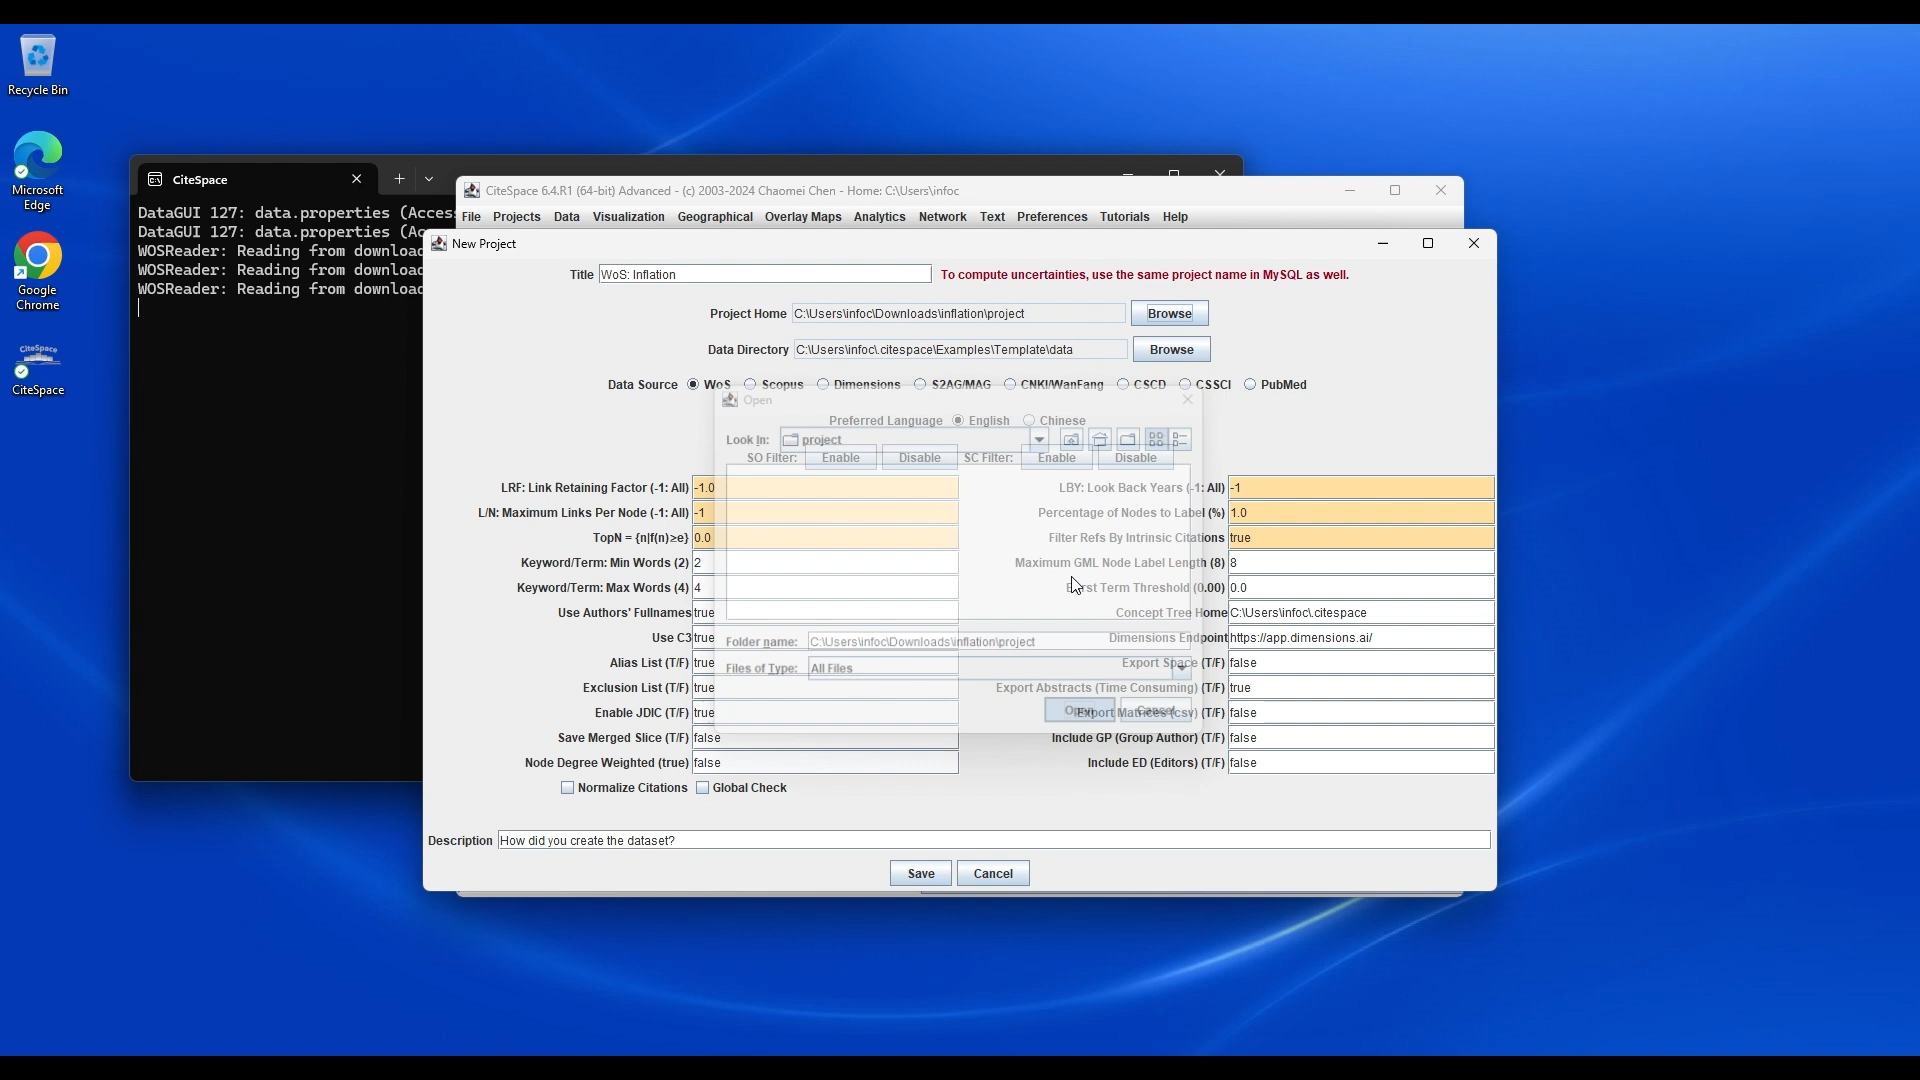 Recycle Bin
Microsoft
Edge
Google
Chrome
CiteSpace
CiteSpace
CiteSpace
DataGUI 127: data.properties (Acces
DataGUI 127: data.properties (Ac
WOSReader: Reading from downloa
WOSReader: Reading from downloa
WOSReader: Reading from downloa
CiteSpace 6.4.R1 (64-bit) Advanced - (c) 2003-2024 Chaomei Chen - Home: C:\Users\infoc
File Projects Data Visualization Geographical Overlay Maps Analytics Network Text Preferences Tutorials Help
New Project
Title WoS: Inflation To compute uncertainties, use the same project name in MySQL as well.
Project Home C:\Users\infoc\Downloads\inflation\project Browse
Data Directory C:\Users\infoc\.citespace\Examples\Template\data Browse
Data Source WoS Scopus Dimensions S2AG/MAG CNKI/WanFang CSCD CSSCI PubMed
Open
Preferred Language English Chinese
Look In: project
SO Filter: Enable Disable SC Filter: Enable Disable
LRF: Link Retaining Factor (-1: All) -1.0 LBY: Look Back Years (-1: All) -1
L/N: Maximum Links Per Node (-1: All) -1 Percentage of Nodes to Label (%) 1.0
TopN = {n|f(n)≥e} 0.0 Filter Refs By Intrinsic Citations true
Keyword/Term: Min Words (2) 2 Maximum GML Node Label Length (8) 8
Keyword/Term: Max Words (4) 4 Burst Term Threshold (0.00) 0.0
Use Authors' Fullnames true Concept Tree Home C:\Users\infoc\.citespace
Use C3 true Dimensions Endpoint https://app.dimensions.ai/
Folder name: C:\Users\infoc\Downloads\inflation\project
Alias List (T/F) true Export Space (T/F) false
Files of Type: All Files
Exclusion List (T/F) true Export Abstracts (Time Consuming) (T/F) true
Enable JDIC (T/F) true Export Matrices (csv) (T/F) false
Open Cancel
Save Merged Slice (T/F) false Include GP (Group Author) (T/F) false
Node Degree Weighted (true) false Include ED (Editors) (T/F) false
Normalize Citations Global Check
Description How did you create the dataset?
Save Cancel